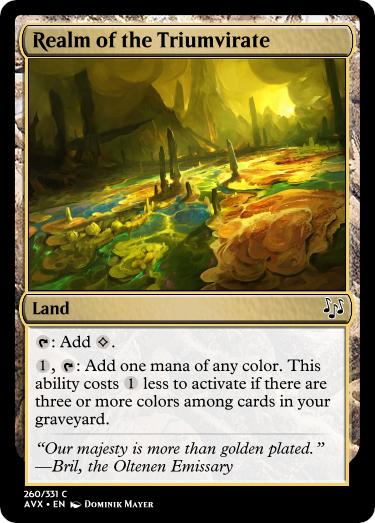 Realm of the Triumvirate
Land
: Add .
1, : Add one mana of any color. This
ability costs 1 less to activate if there are
three or more colors among cards in your
graveyard.
“Our majesty is more than golden plated.”
—Bril, the Oltenen Emissary
260/331 C
AVX • EN Dominik Mayer